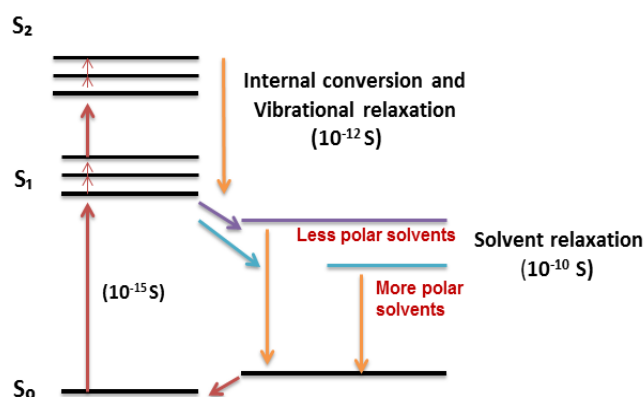 S₂
Internal conversion and
Vibrational relaxation
(10⁻¹² S)
S₁
Less polar solvents
Solvent relaxation
(10⁻¹⁰ S)
(10⁻¹⁵ S)
More polar
solvents
S₀